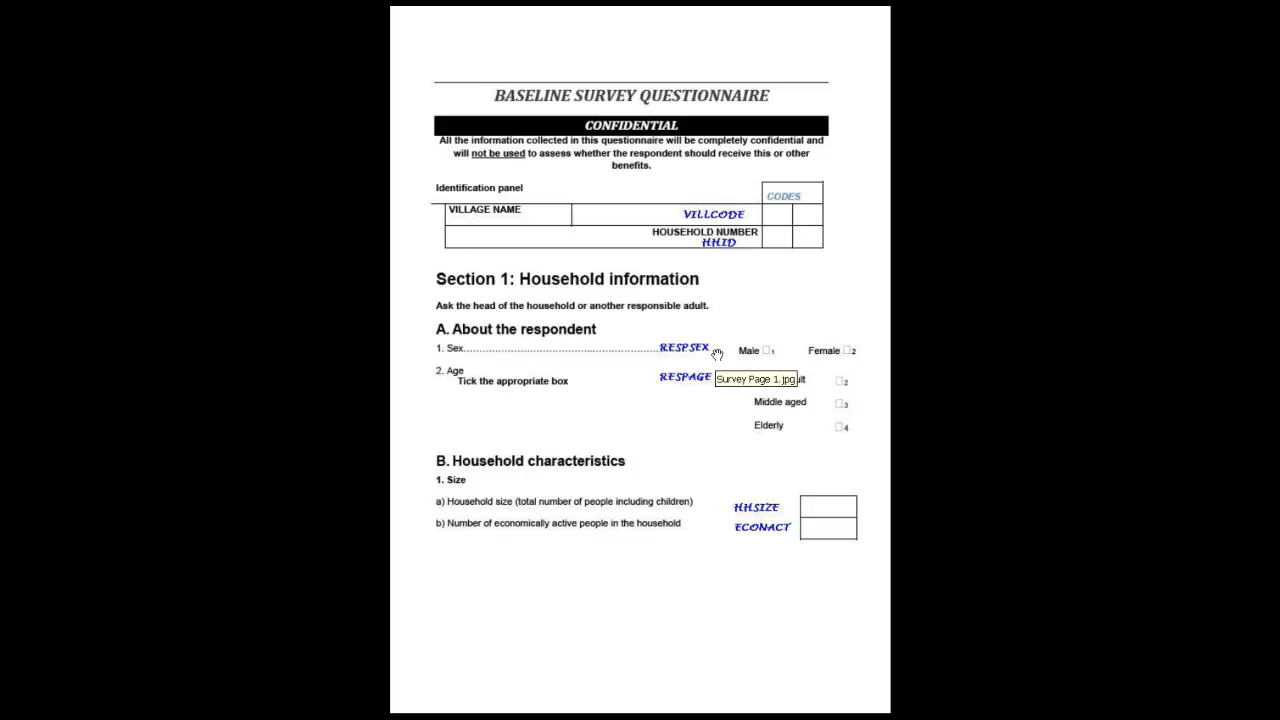 BASELINE SURVEY QUESTIONNAIRE
CONFIDENTIAL
All the information collected in this questionnaire will be completely confidential and
will not be used to assess whether the respondent should receive this or other
benefits.
Identification panel
CODES
VILLAGE NAME VILLCODE
HOUSEHOLD NUMBER
HHID
Section 1: Household information
Ask the head of the household or another responsible adult.
A. About the respondent
1. Sex............................................................ RESPSEX Male 1 Female 2
2. Age
Tick the appropriate box RESPAGE Survey Page 1.jpg 2
Middle aged 3
Elderly 4
B. Household characteristics
1. Size
a) Household size (total number of people including children) HHSIZE
b) Number of economically active people in the household ECONACT